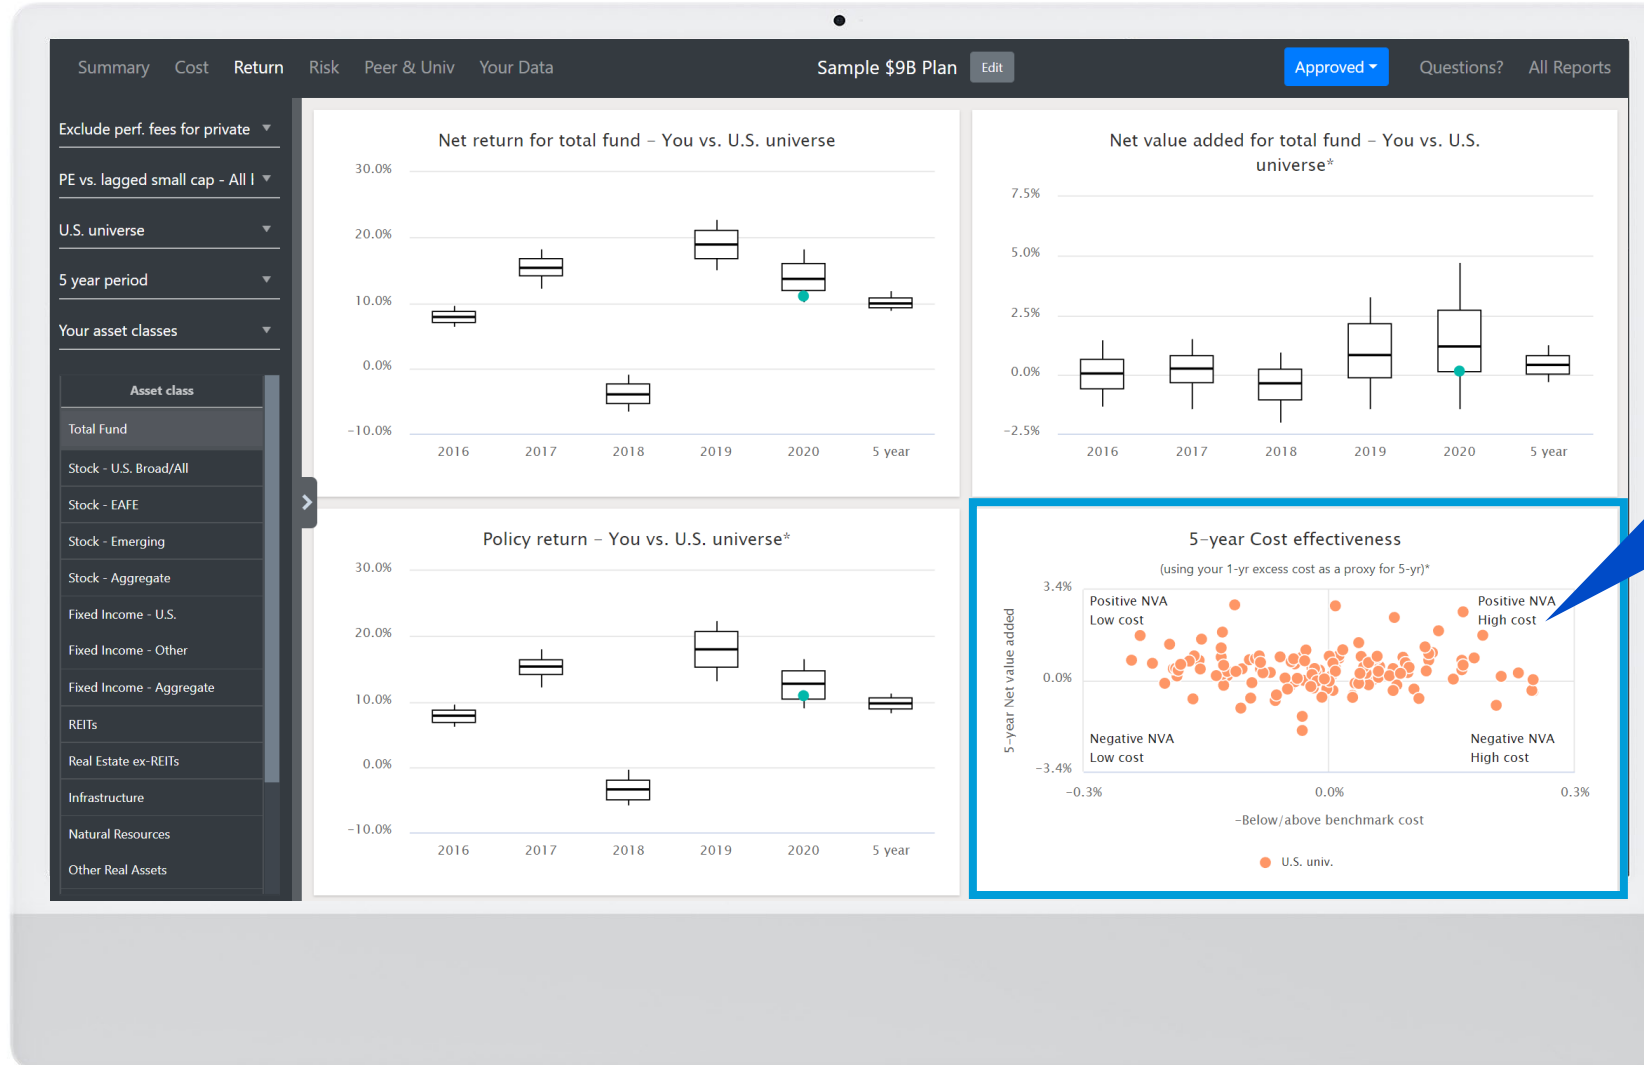 Summary Cost Return Risk Peer & Univ Your Data Sample $9B Plan Edit Approved Questions? All Reports
Exclude perf. fees for private
PE vs. lagged small cap - All I
U.S. universe
5 year period
Your asset classes
Asset class
Total Fund
Stock - U.S. Broad/All
Stock - EAFE
Stock - Emerging
Stock - Aggregate
Fixed Income - U.S.
Fixed Income - Other
Fixed Income - Aggregate
REITs
Real Estate ex-REITs
Infrastructure
Natural Resources
Other Real Assets
Net return for total fund – You vs. U.S. universe
30.0%
20.0%
10.0%
0.0%
−10.0%
2016 2017 2018 2019 2020 5 year
Net value added for total fund – You vs. U.S.
universe*
7.5%
5.0%
2.5%
0.0%
−2.5%
2016 2017 2018 2019 2020 5 year
Policy return – You vs. U.S. universe*
30.0%
20.0%
10.0%
0.0%
−10.0%
2016 2017 2018 2019 2020 5 year
5-year Cost effectiveness
(using your 1-yr excess cost as a proxy for 5-yr)*
5-year Net value added
3.4%
0.0%
−3.4%
Positive NVA
Low cost
Positive NVA
High cost
Negative NVA
Low cost
Negative NVA
High cost
−0.3% 0.0% 0.3%
−Below/above benchmark cost
U.S. univ.